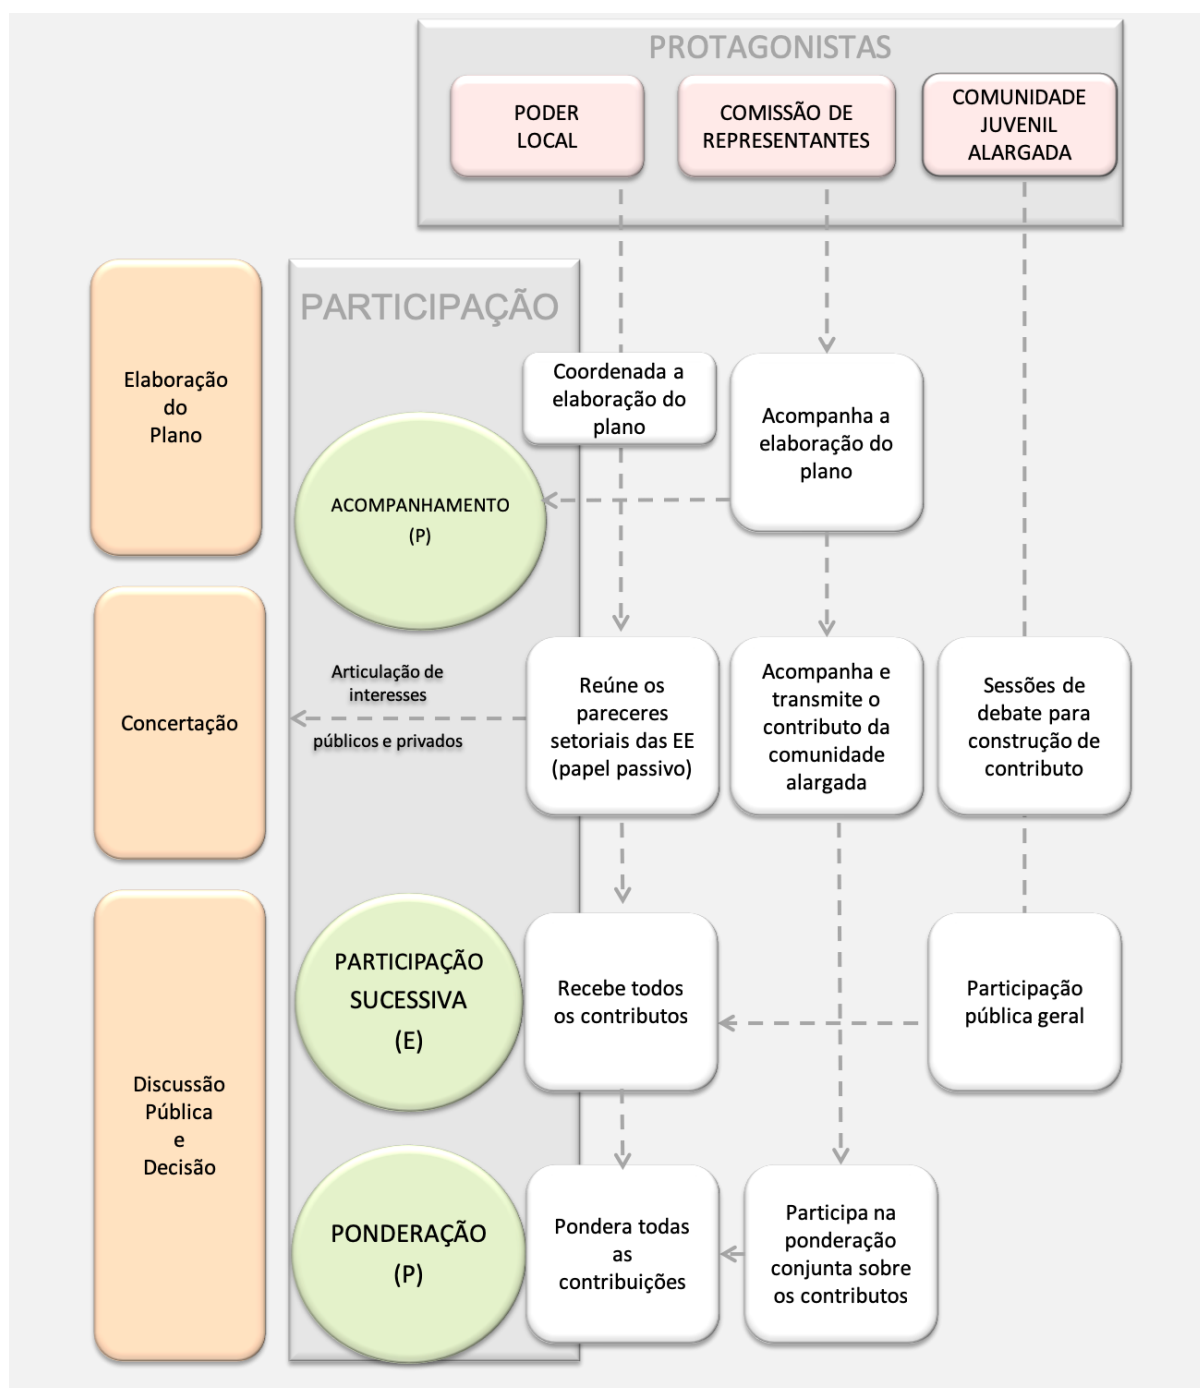 PROTAGONISTAS
PODER
LOCAL
COMISSÃO DE
REPRESENTANTES
COMUNIDADE
JUVENIL
ALARGADA
PARTICIPAÇÃO
Elaboração
do
Plano
Coordenada a
elaboração do
plano
Acompanha a
elaboração do
plano
ACOMPANHAMENTO
(P)
Concertação
Articulação de
interesses
públicos e privados
Reúne os
pareceres
setoriais das EE
(papel passivo)
Acompanha e
transmite o
contributo da
comunidade
alargada
Sessões de
debate para
construção de
contributo
Discussão
Pública
e
Decisão
PARTICIPAÇÃO
SUCESSIVA
(E)
Recebe todos
os contributos
Participação
pública geral
PONDERAÇÃO
(P)
Pondera todas
as
contribuições
Participa na
ponderação
conjunta sobre
os contributos